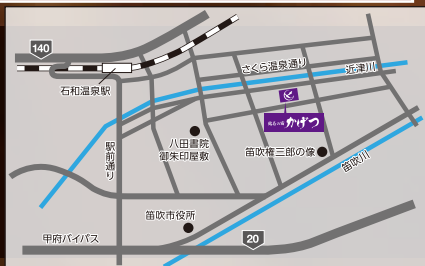 140
石和温泉駅
さくら温泉通り
近津川
かげつ
八田書院
御朱印屋敷
笛吹権三郎の像
駅前通り
笛吹川
笛吹市役所
甲府バイパス
20